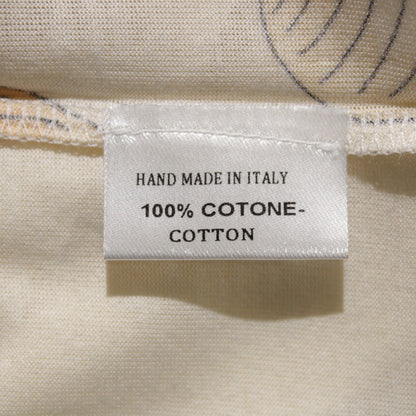 HAND MADE IN ITALY
100% COTONE-
COTTON